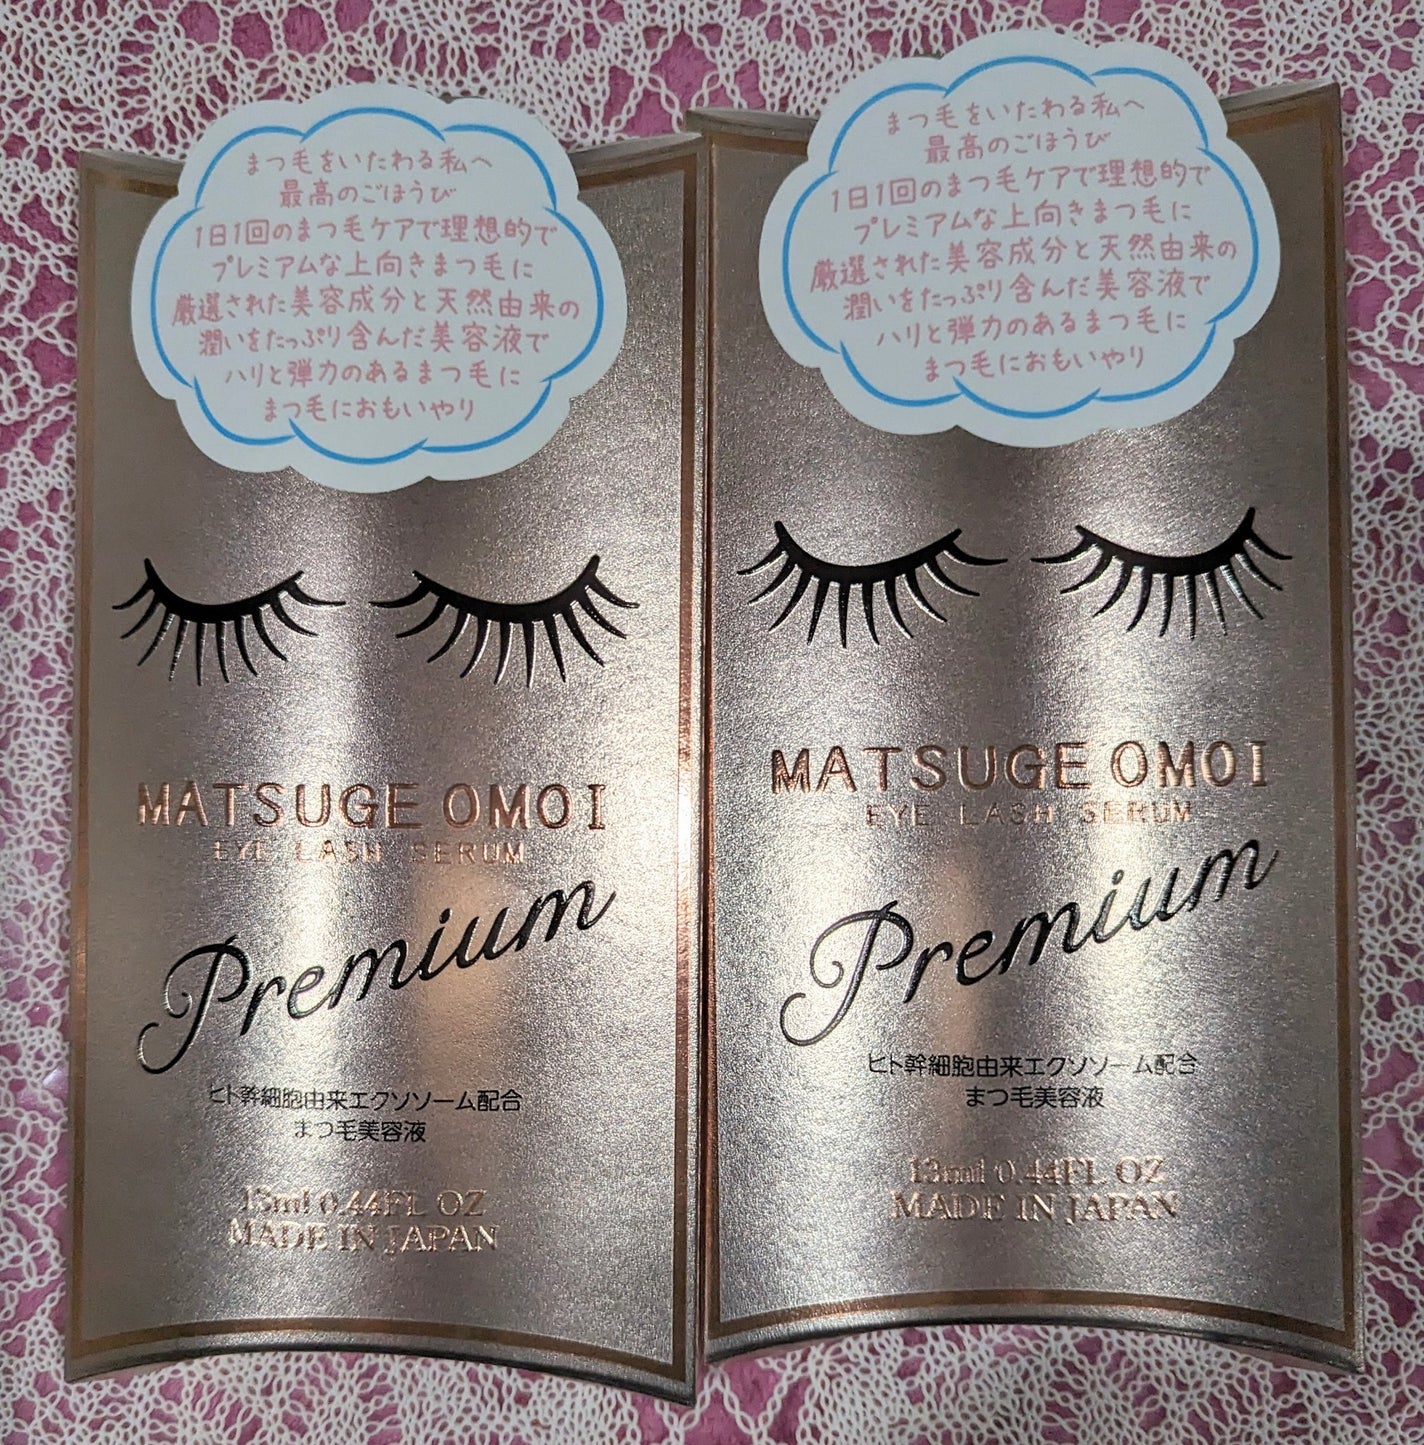 まつ毛をいたわる私へ
最高のごほうび
1日1回のまつ毛ケアで理想的で
プレミアムな上向きまつ毛に
厳選された美容成分と天然由来の
潤いをたっぷり含んだ美容液で
ハリと弾力のあるまつ毛に
まつ毛におもいやり
MATSUGE OMOI
EYE LASH SERUM
Premium
ヒト幹細胞由来エクソソーム配合
まつ毛美容液
13ml 0.44FL OZ
MADE IN JAPAN
まつ毛をいたわる私へ
最高のごほうび
1日1回のまつ毛ケアで理想的で
プレミアムな上向きまつ毛に
厳選された美容成分と天然由来の
潤いをたっぷり含んだ美容液で
ハリと弾力のあるまつ毛に
まつ毛におもいやり
MATSUGE OMOI
EYE LASH SERUM
Premium
ヒト幹細胞由来エクソソーム配合
まつ毛美容液
13ml 0.44FL OZ
MADE IN JAPAN